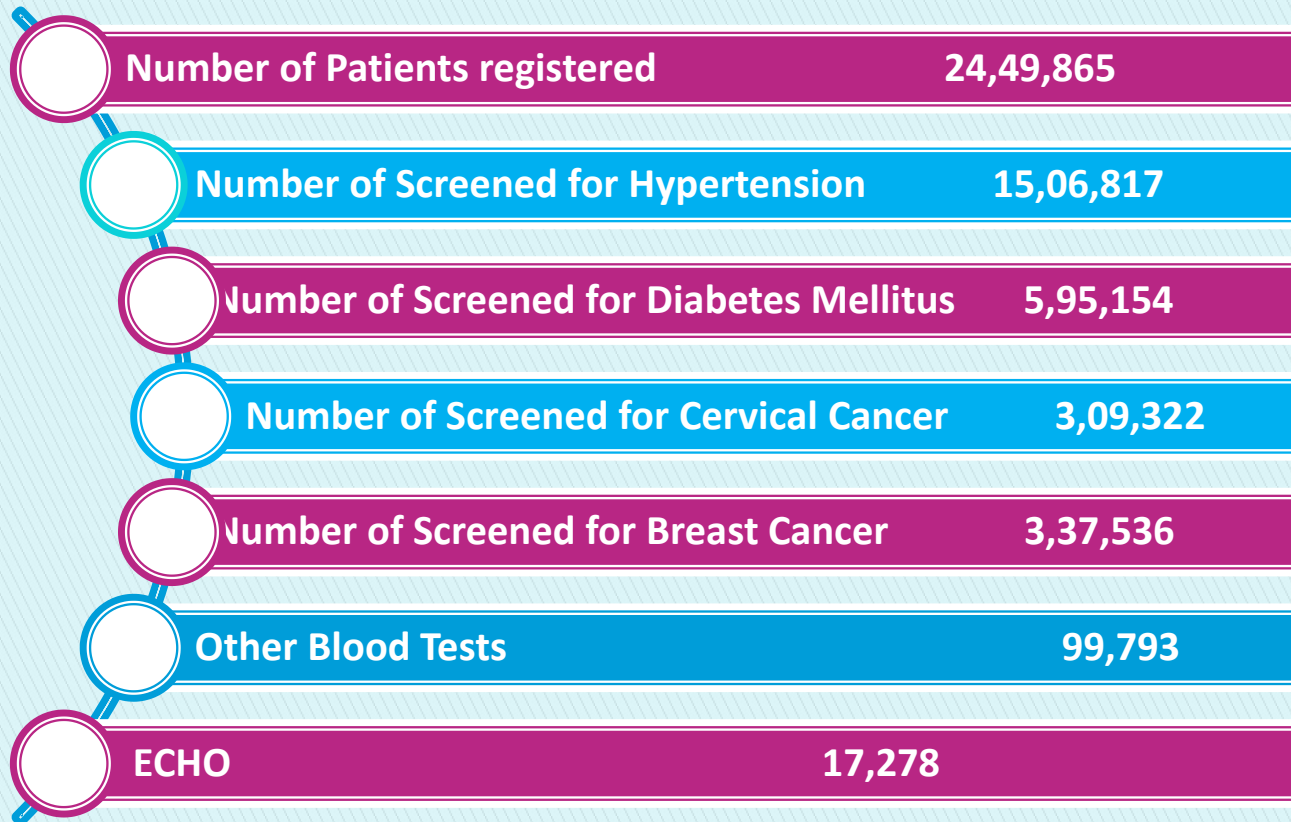 Number of Patients registered 24,49,865
Number of Screened for Hypertension 15,06,817
Number of Screened for Diabetes Mellitus 5,95,154
Number of Screened for Cervical Cancer 3,09,322
Number of Screened for Breast Cancer 3,37,536
Other Blood Tests 99,793
ECHO 17,278